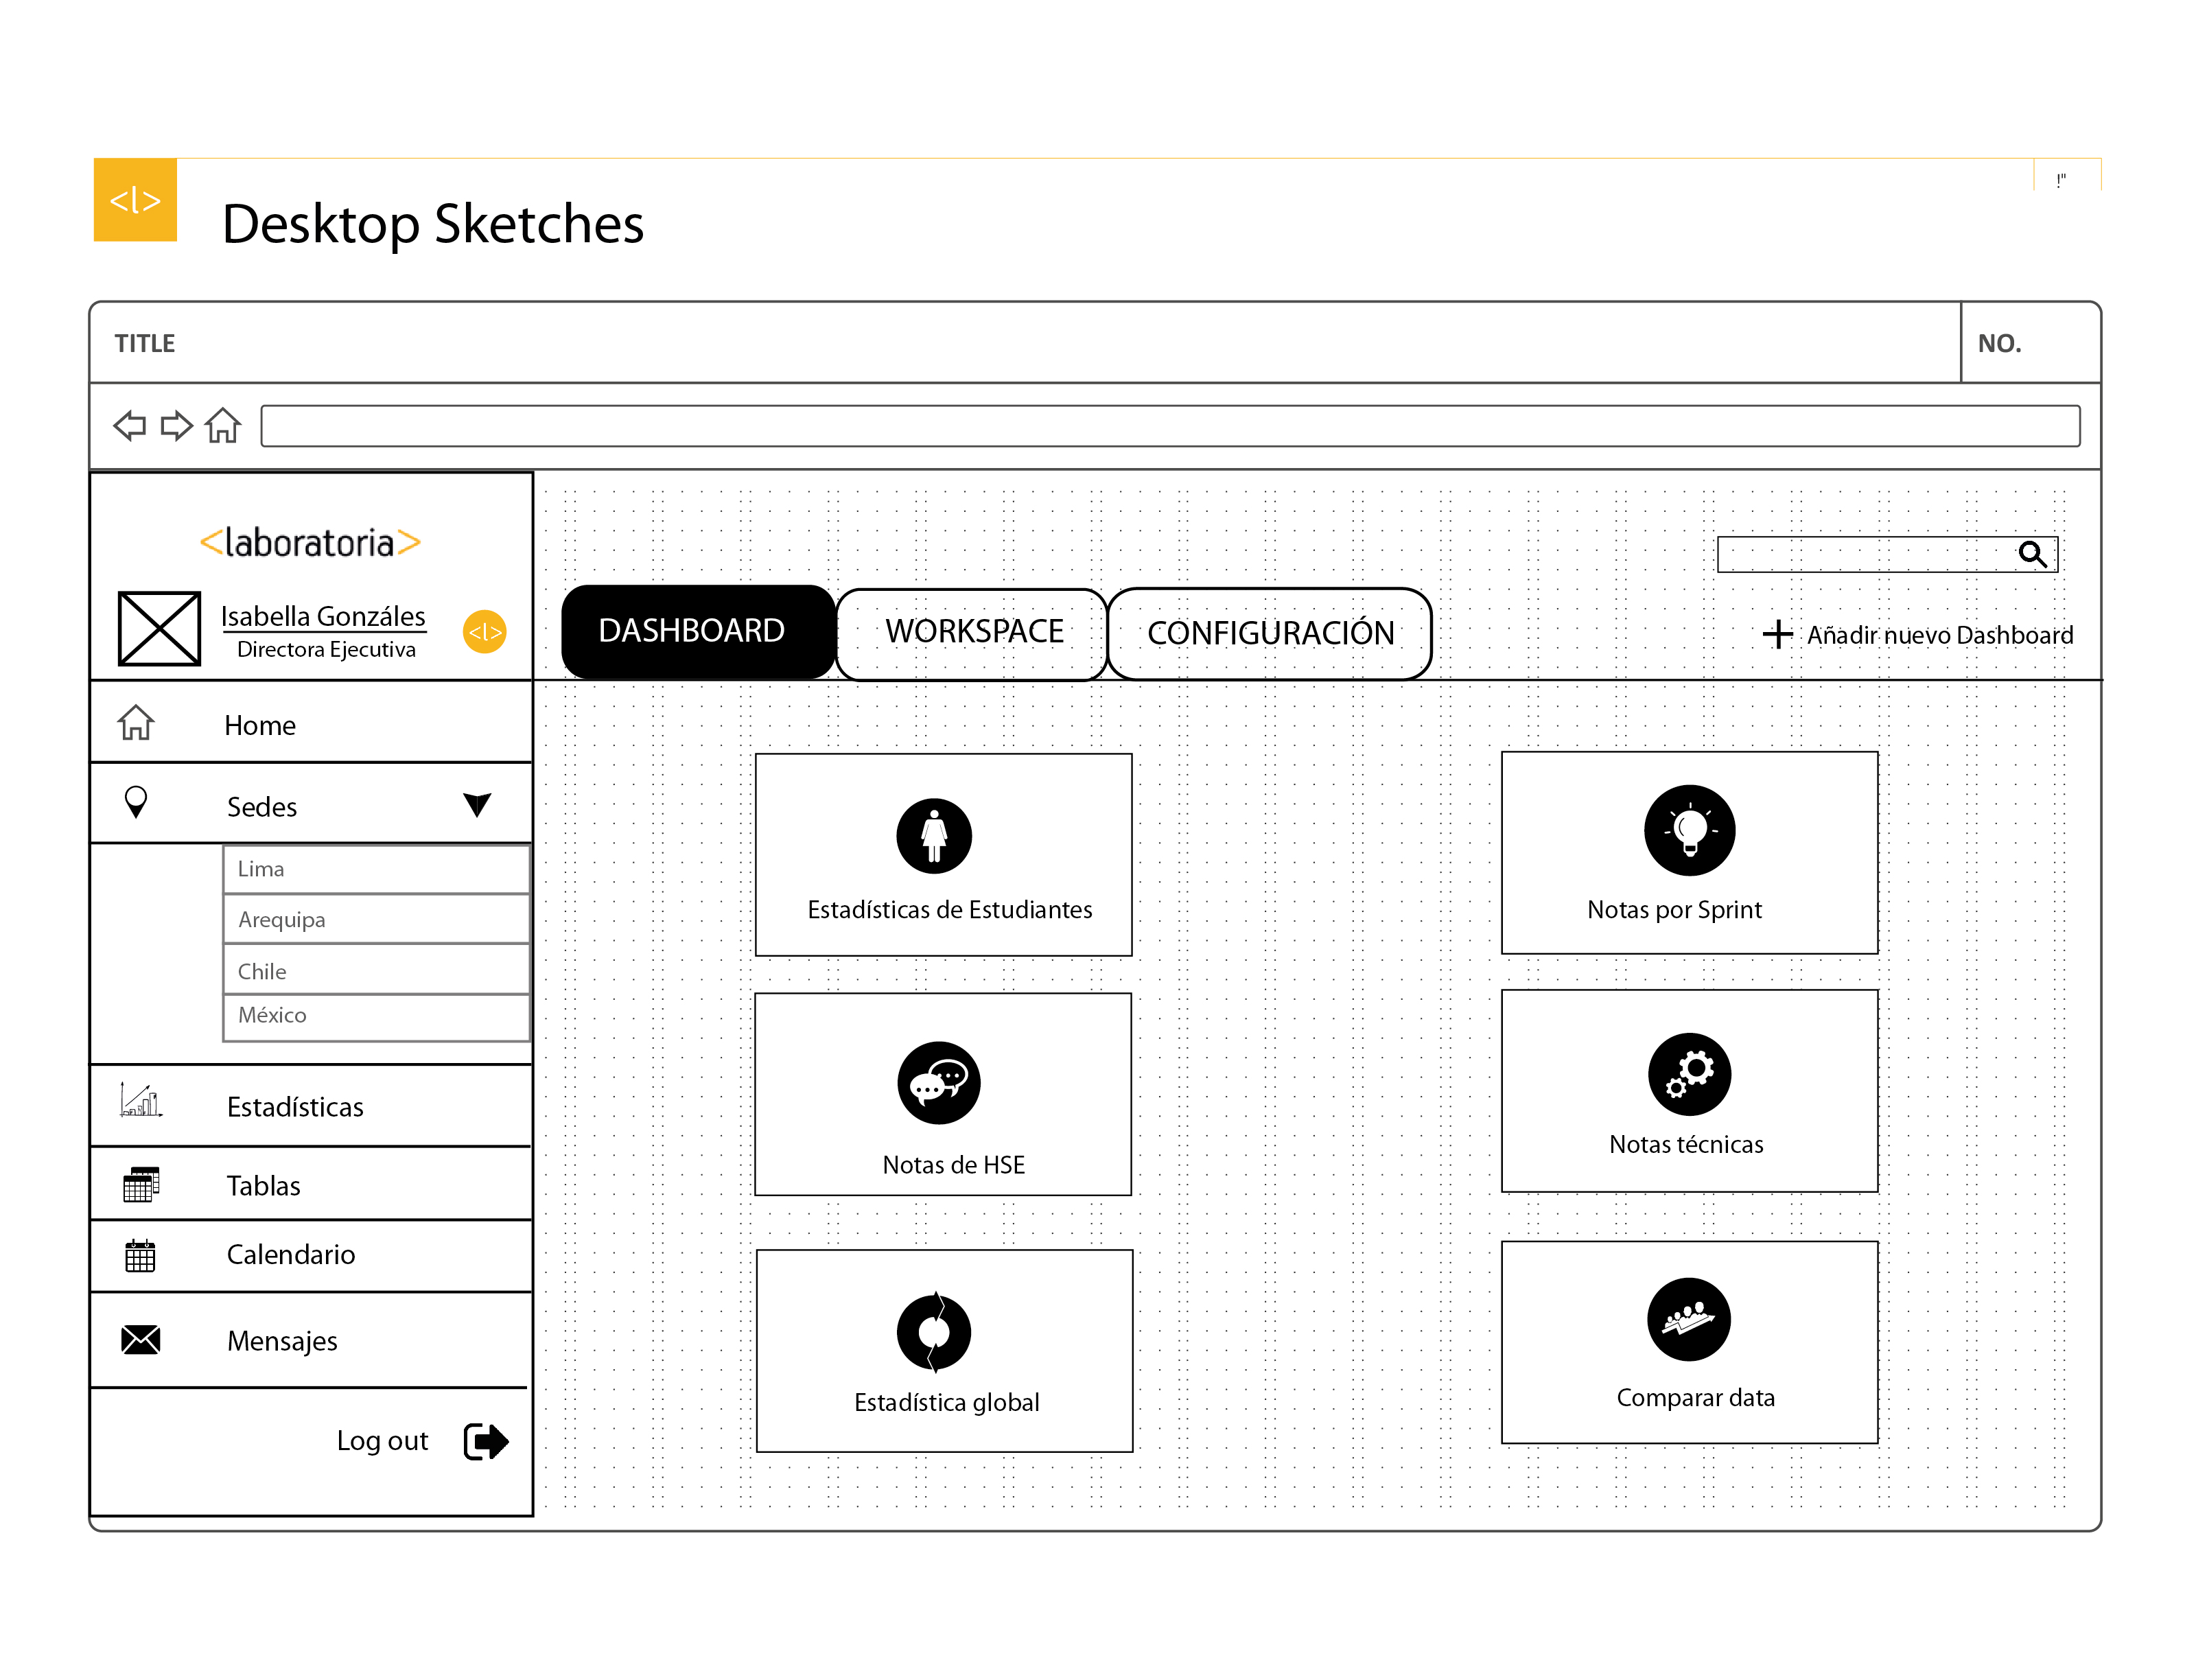 <l>
!"
Desktop Sketches
TITLE
NO.
<laboratoria>
Isabella Gonzáles
Directora Ejecutiva
<l>
DASHBOARD
WORKSPACE
CONFIGURACIÓN
Añadir nuevo Dashboard
Home
Sedes
Lima
Arequipa
Chile
México
Estadísticas
Tablas
Calendario
Mensajes
Log out
Estadísticas de Estudiantes
Notas por Sprint
Notas de HSE
Notas técnicas
Estadística global
Comparar data